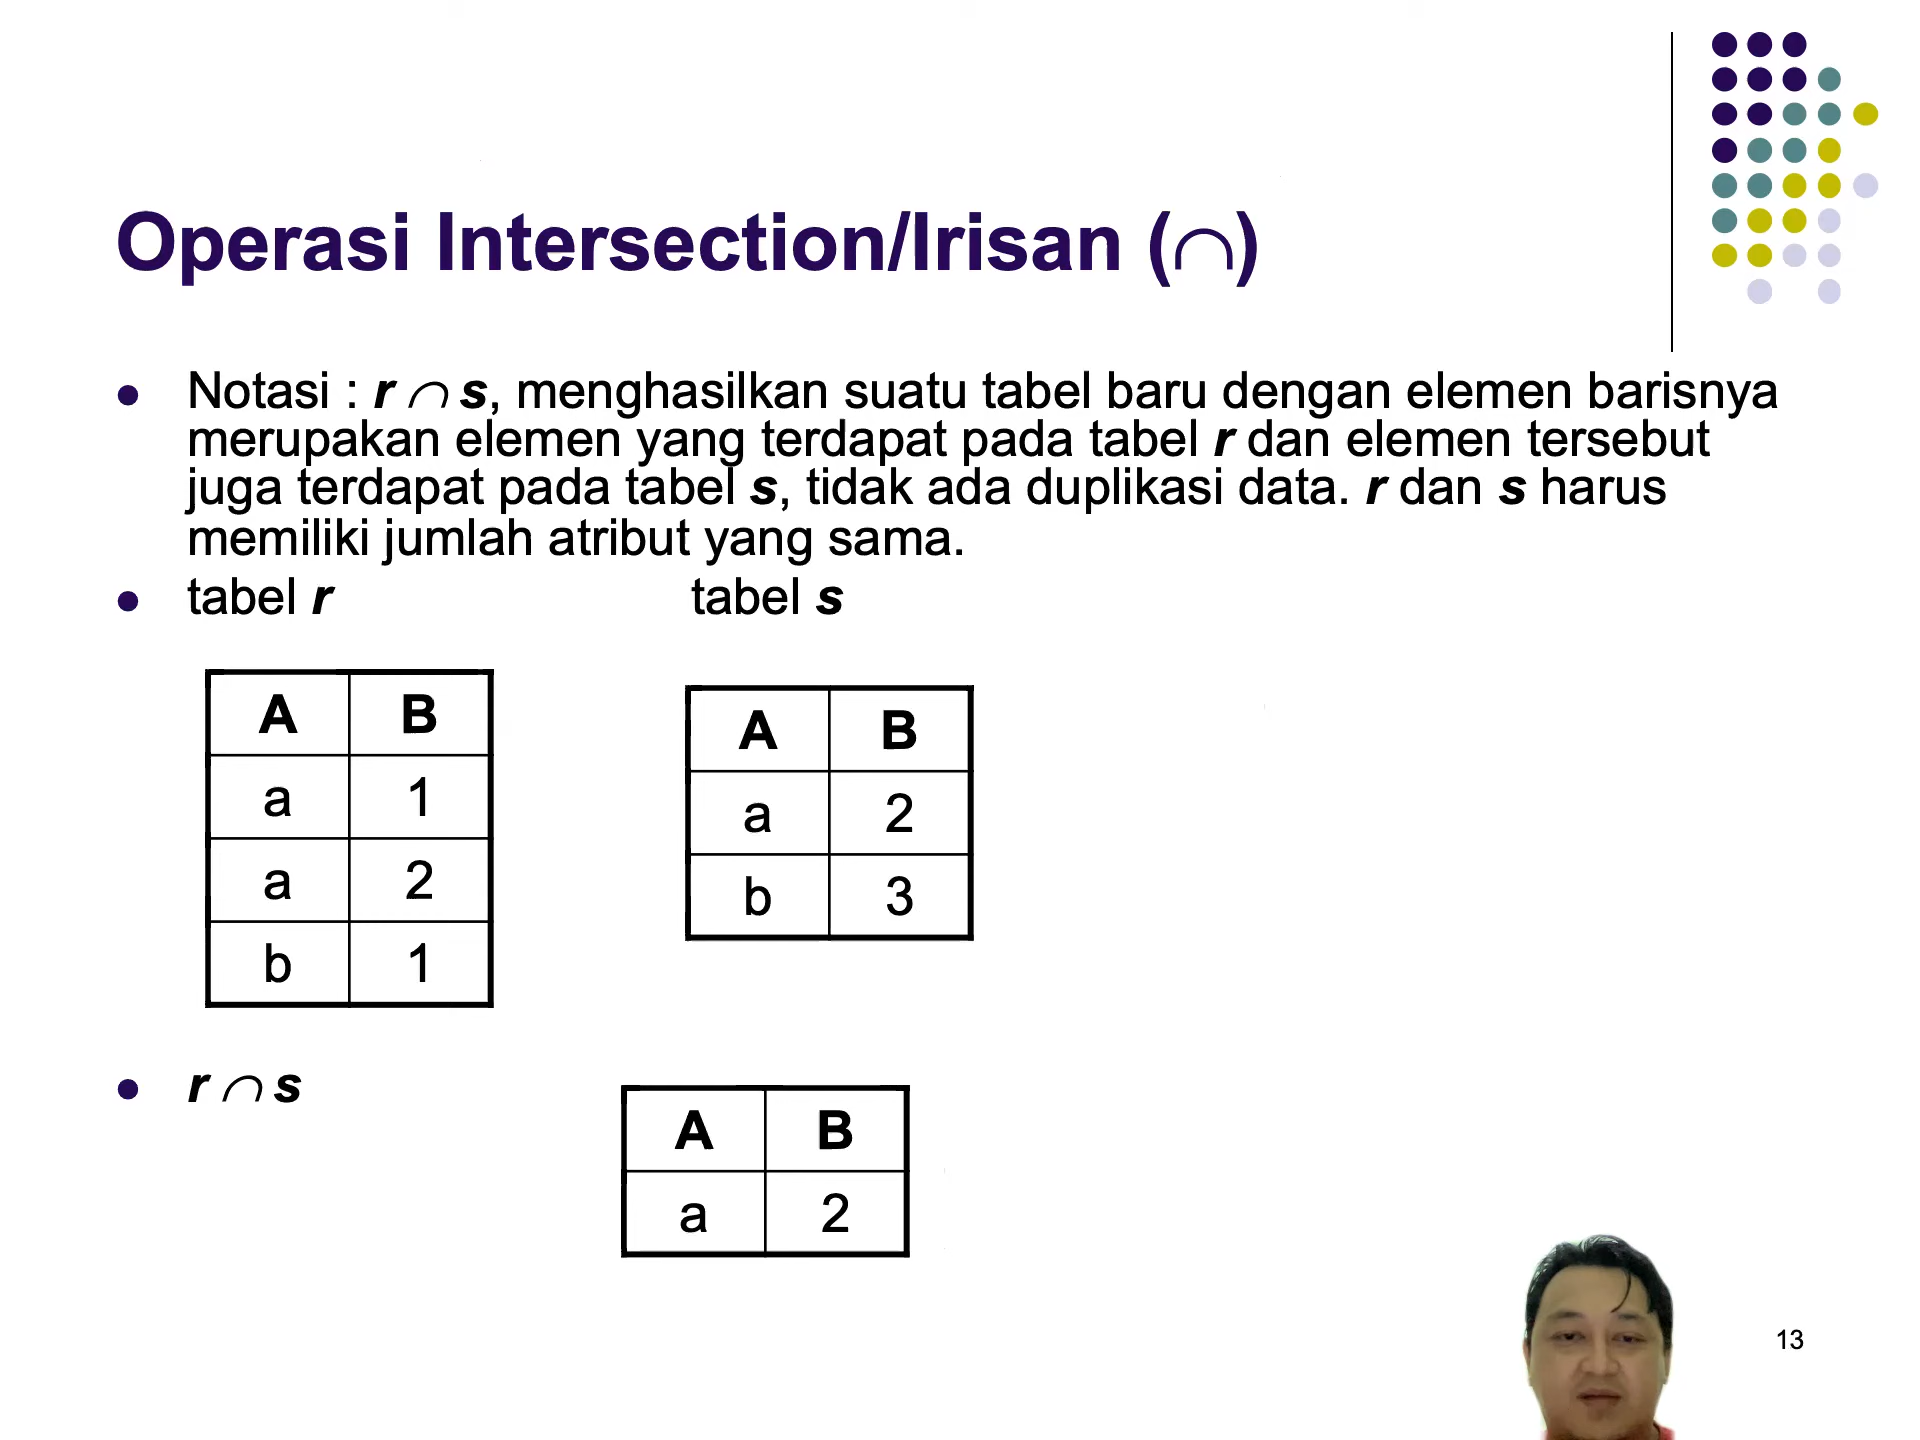 Operasi Intersection/Irisan (∩)
Notasi : r ∩ s, menghasilkan suatu tabel baru dengan elemen barisnya
merupakan elemen yang terdapat pada tabel r dan elemen tersebut
juga terdapat pada tabel s, tidak ada duplikasi data. r dan s harus
memiliki jumlah atribut yang sama.
tabel r tabel s
A B
a 1
a 2
b 1
A B
a 2
b 3
r ∩ s
A B
a 2
13